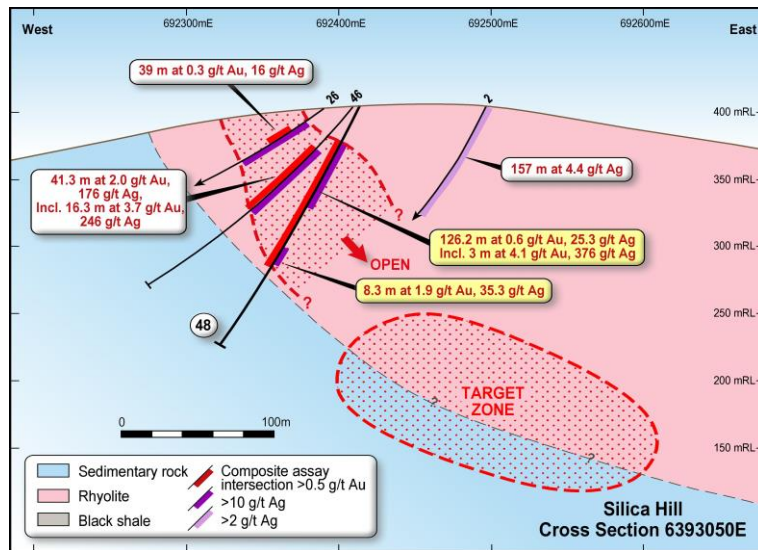 692300mE
692400mE
692500mE
692600mE
West
East
39 m at 0.3 g/t Au, 16 g/t Ag
26
46
2
400 mRL
157 m at 4.4 g/t Ag
41.3 m at 2.0 g/t Au,
176 g/t Ag,
Incl. 16.3 m at 3.7 g/t Au,
246 g/t Ag
350 mRL
?
126.2 m at 0.6 g/t Au, 25.3 g/t Ag
Incl. 3 m at 4.1 g/t Au, 376 g/t Ag
300 mRL
OPEN
8.3 m at 1.9 g/t Au, 35.3 g/t Ag
?
250 mRL
48
200 mRL
TARGET
ZONE
?
0
100m
150 mRL
?
Sedimentary rock
Rhyolite
Black shale
Composite assay
intersection >0.5 g/t Au
>10 g/t Ag
>2 g/t Ag
Silica Hill
Cross Section 6393050E